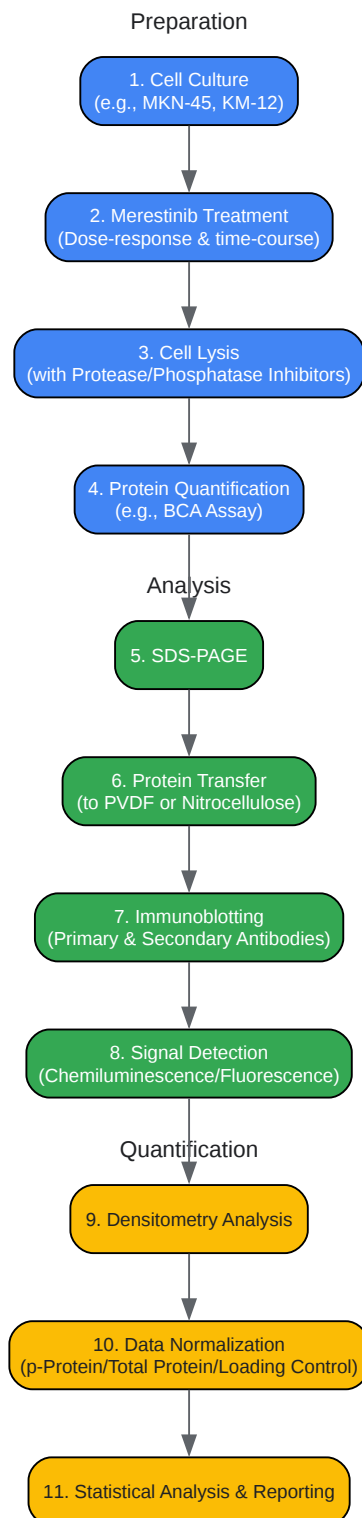 Preparation
1. Cell Culture
(e.g., MKN-45, KM-12)
2. Merestinib Treatment
(Dose-response & time-course)
3. Cell Lysis
(with Protease/Phosphatase Inhibitors)
4. Protein Quantification
(e.g., BCA Assay)
Analysis
5. SDS-PAGE
6. Protein Transfer
(to PVDF or Nitrocellulose)
7. Immunoblotting
(Primary & Secondary Antibodies)
8. Signal Detection
(Chemiluminescence/Fluorescence)
Quantification
9. Densitometry Analysis
10. Data Normalization
(p-Protein/Total Protein/Loading Control)
11. Statistical Analysis & Reporting